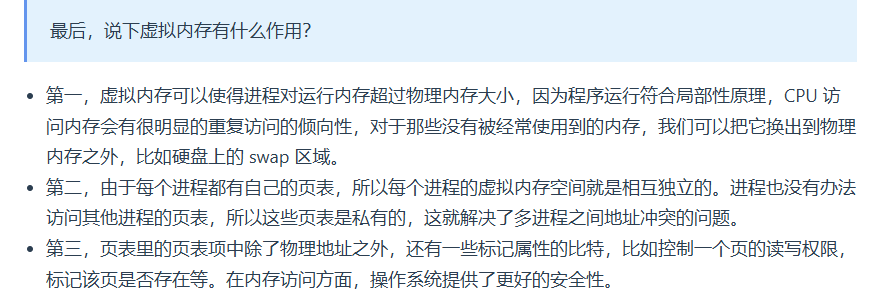 最后，说下虚拟内存有什么作用？
• 第一，虚拟内存可以使得进程对运行内存超过物理内存大小，因为程序运行符合局部性原理，CPU 访
问内存会有很明显的重复访问的倾向性，对于那些没有被经常使用到的内存，我们可以把它换出到物理
内存之外，比如硬盘上的 swap 区域。
• 第二，由于每个进程都有自己的页表，所以每个进程的虚拟内存空间就是相互独立的。进程也没有办法
访问其他进程的页表，所以这些页表是私有的，这就解决了多进程之间地址冲突的问题。
• 第三，页表里的页表项中除了物理地址之外，还有一些标记属性的比特，比如控制一个页的读写权限，
标记该页是否存在等。在内存访问方面，操作系统提供了更好的安全性。